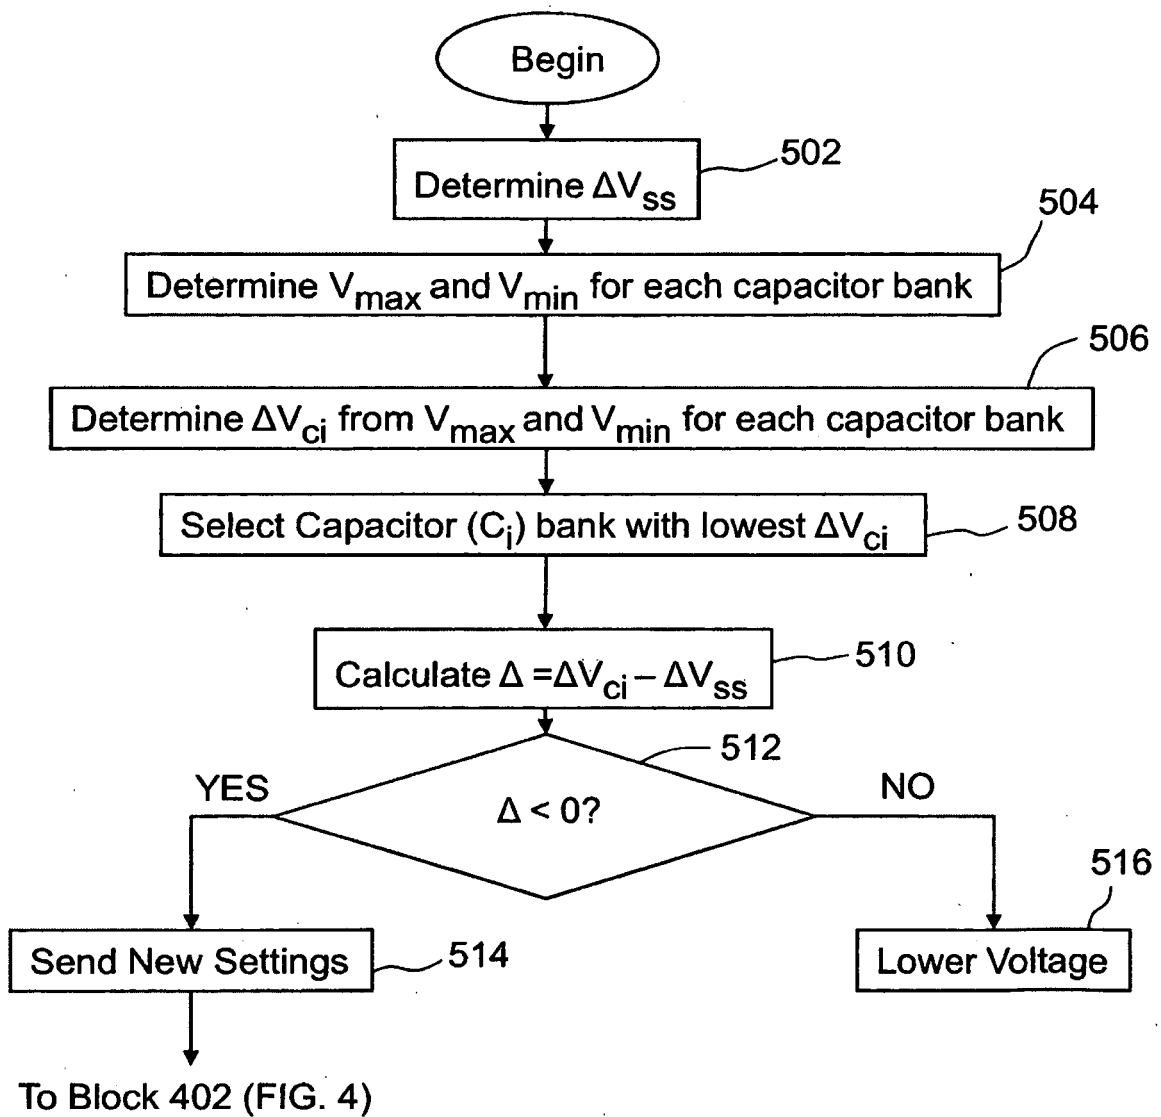 Begin
502
Determine ΔVss
504
Determine Vmax and Vmin for each capacitor bank
506
Determine ΔVci from Vmax and Vmin for each capacitor bank
508
Select Capacitor (Ci) bank with lowest ΔVci
510
Calculate Δ =ΔVci – ΔVss
512
YES
NO
Δ < 0?
516
Send New Settings
514
Lower Voltage
To Block 402 (FIG. 4)